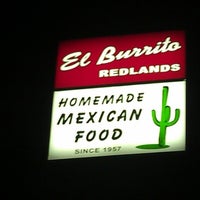 El Burrito
REDLANDS
HOMEMADE
MEXICAN
FOOD
SINCE 1957